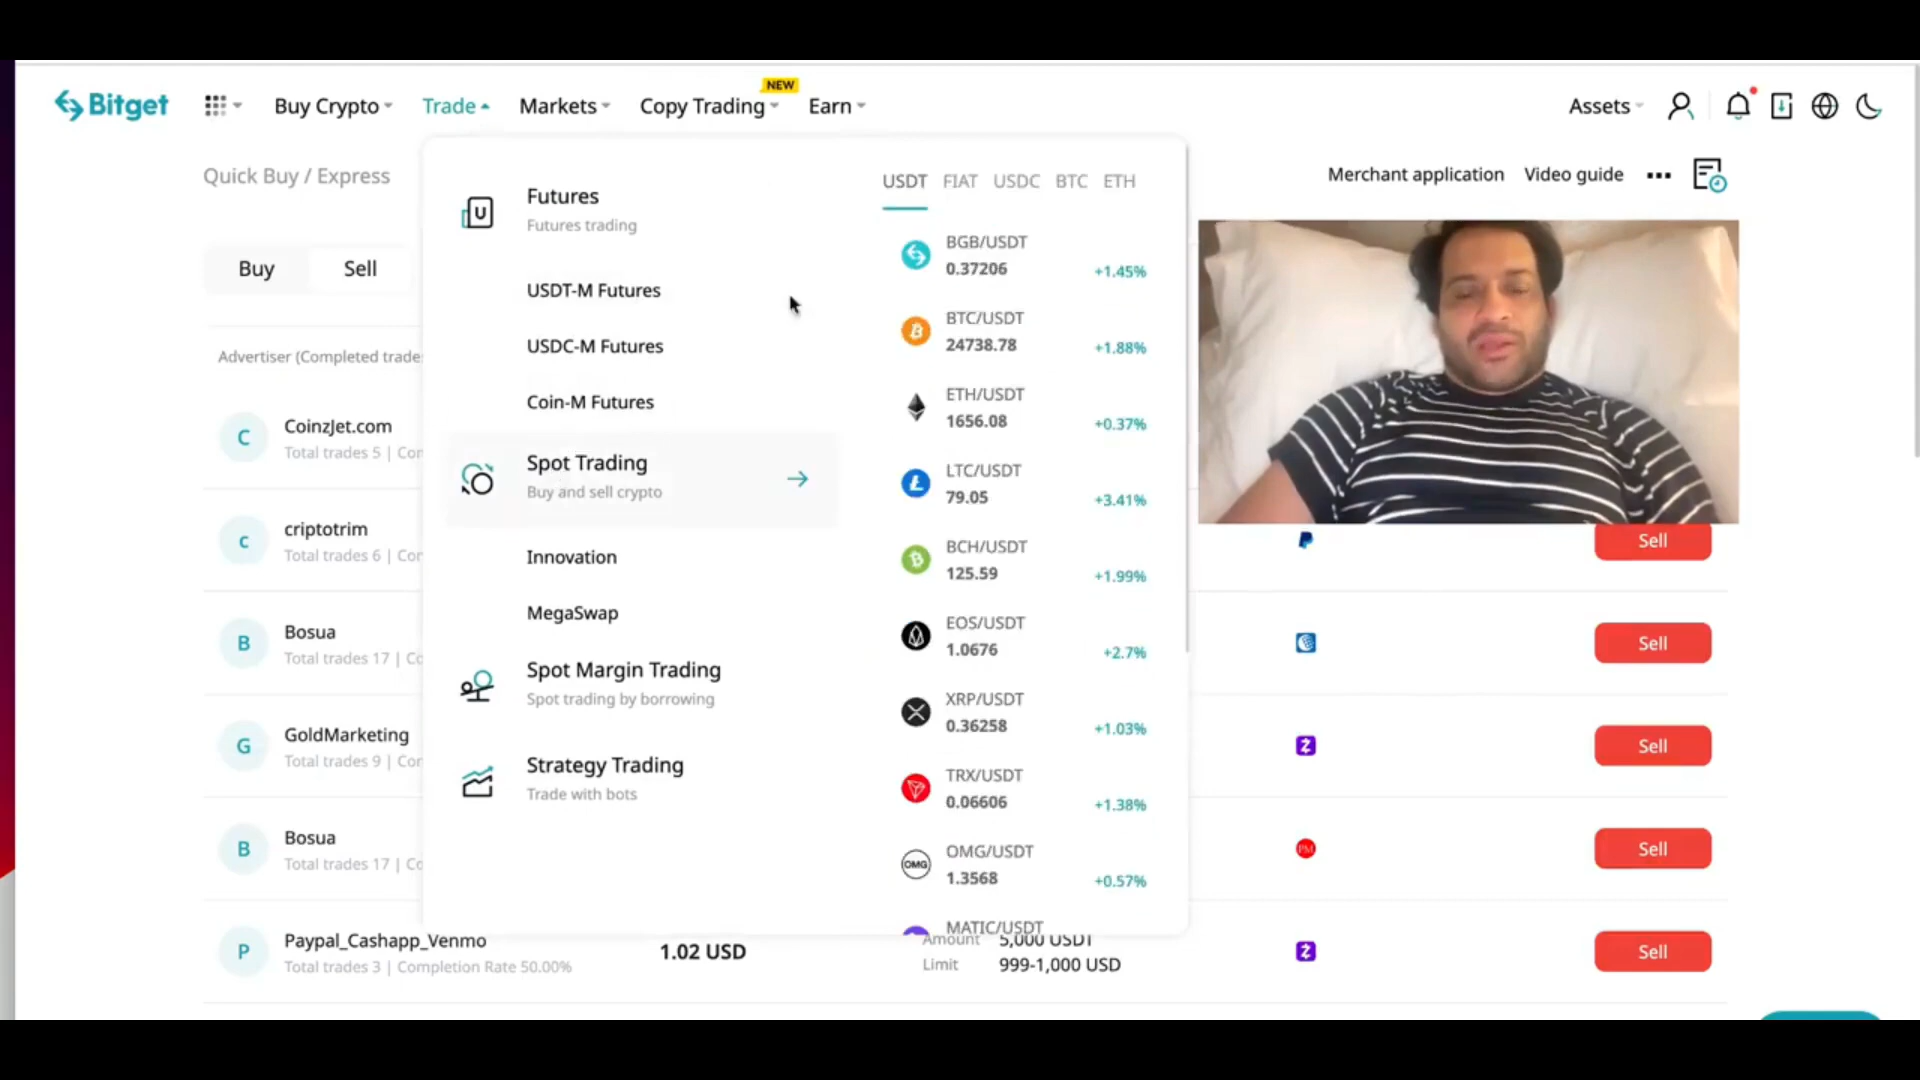 Bitget
Buy Crypto
Trade
Markets
Copy Trading
NEW
Earn
Assets
Quick Buy / Express
Merchant application
Video guide
Buy
Sell
Advertiser (Completed trade
CoinzJet.com
Total trades 5 | Cor
criptotrim
Total trades 6 | Cor
Bosua
Total trades 17 | Co
GoldMarketing
Total trades 9 | Cor
Bosua
Total trades 17 | Co
Paypal_Cashapp_Venmo
Total trades 3 | Completion Rate 50.00%
1.02 USD
Amount 5,000 USDT
Limit 999-1,000 USD
Futures
Futures trading
USDT-M Futures
USDC-M Futures
Coin-M Futures
Spot Trading
Buy and sell crypto
Innovation
MegaSwap
Spot Margin Trading
Spot trading by borrowing
Strategy Trading
Trade with bots
USDT FIAT USDC BTC ETH
BGB/USDT
0.37206 +1.45%
BTC/USDT
24738.78 +1.88%
ETH/USDT
1656.08 +0.37%
LTC/USDT
79.05 +3.41%
BCH/USDT
125.59 +1.99%
EOS/USDT
1.0676 +2.7%
XRP/USDT
0.36258 +1.03%
TRX/USDT
0.06606 +1.38%
OMG
OMG/USDT
1.3568 +0.57%
MATIC/USDT
Sell
Sell
Sell
PM
Sell
Sell